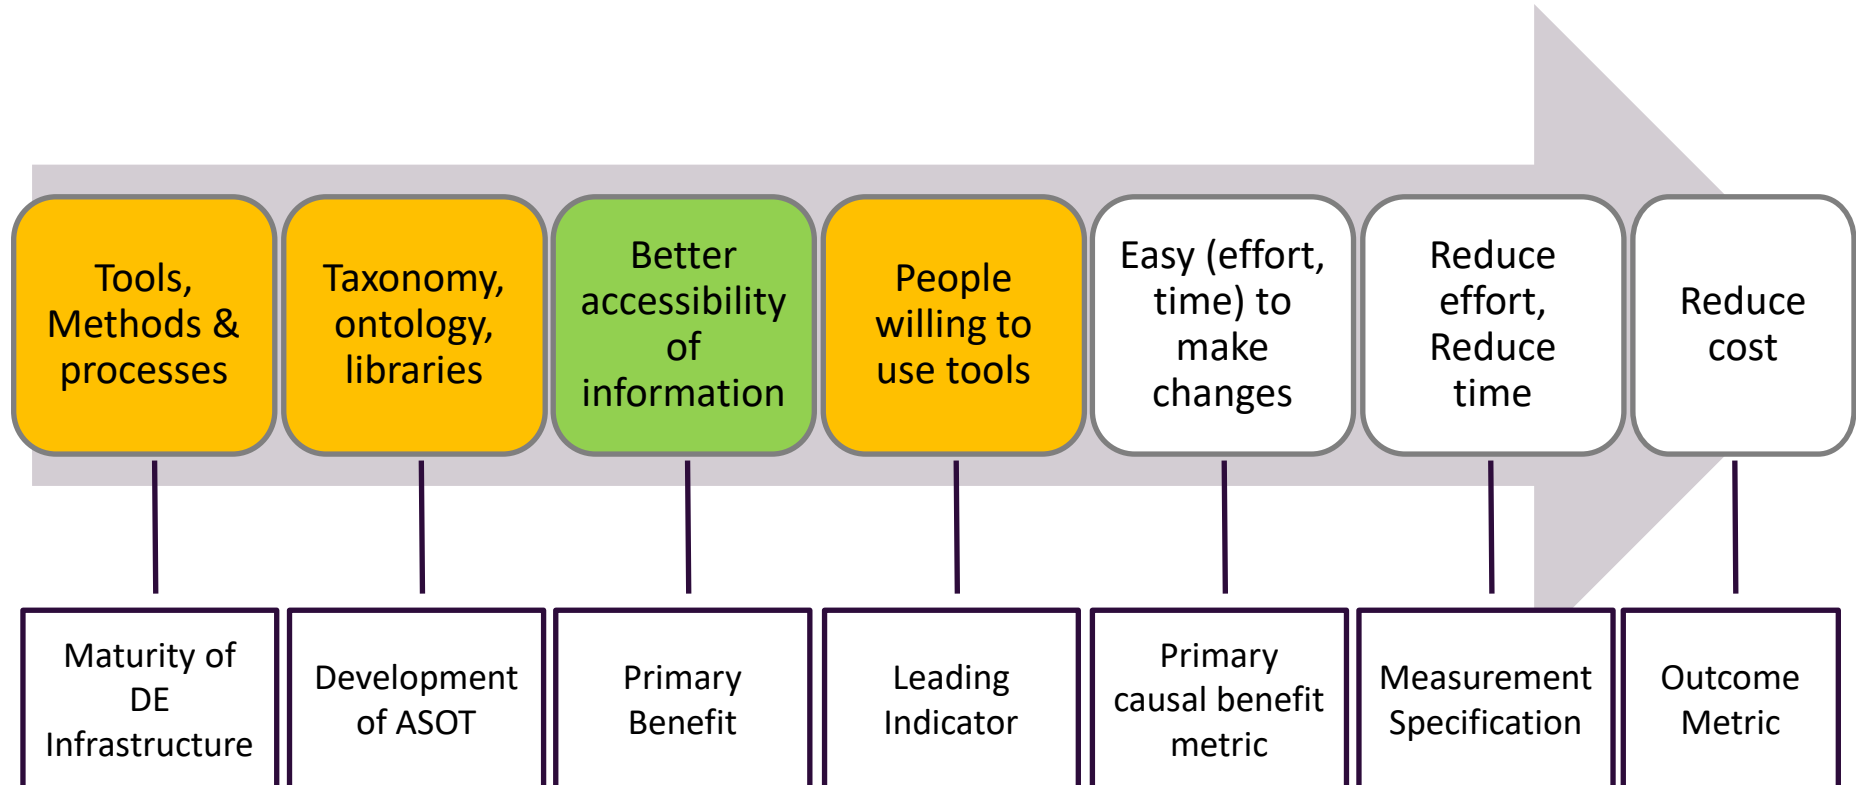 Tools,
Methods &
processes
Taxonomy,
ontology,
libraries
Better
accessibility
of
information
People
willing to
use tools
Easy (effort,
time) to
make
changes
Reduce
effort,
Reduce
time
Reduce
cost
Maturity of
DE
Infrastructure
Development
of ASOT
Primary
Benefit
Leading
Indicator
Primary
causal benefit
metric
Measurement
Specification
Outcome
Metric